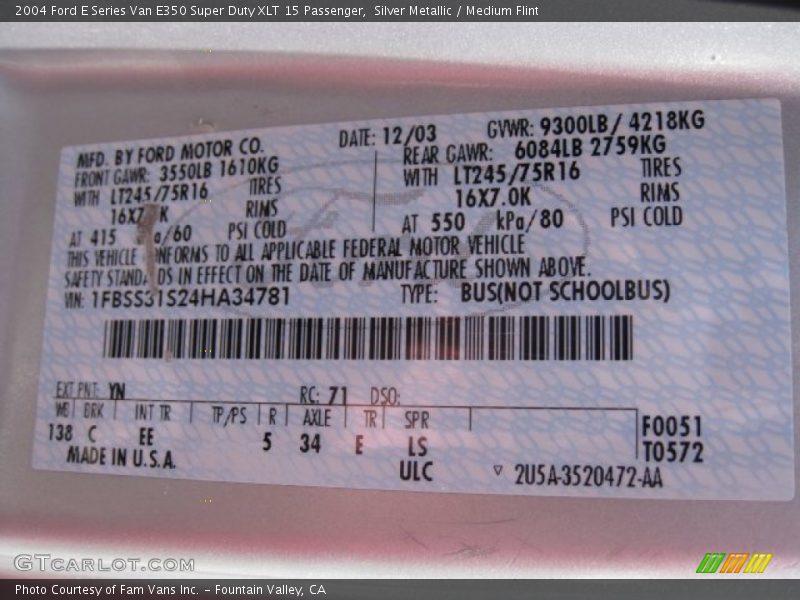 2004 Ford E Series Van E350 Super Duty XLT 15 Passenger, Silver Metallic / Medium Flint
MFD. BY FORD MOTOR CO. DATE: 12/03 GVWR: 9300LB/ 4218KG
FRONT GAWR: 3550LB 1610KG REAR GAWR: 6084LB 2759KG
WITH LT245/75R16 TIRES WITH LT245/75R16 TIRES
16X7. K RIMS 16X7.0K RIMS
AT 415 a/60 PSI COLD AT 550 kPa/80 PSI COLD
THIS VEHICLE NFORMS TO ALL APPLICABLE FEDERAL MOTOR VEHICLE
SAFETY STANDA DS IN EFFECT ON THE DATE OF MANUFACTURE SHOWN ABOVE.
VIN: 1FBSS31S24HA34781 TYPE: BUS(NOT SCHOOLBUS)
EXT PNT: YN RC: 71 DSO:
WB BRK INT TR TP/PS R AXLE TR SPR F0051
138 C EE 5 34 E LS T0572
MADE IN U.S.A. ULC ▽ 2U5A-3520472-AA
GTCARLOT.COM
Photo Courtesy of Fam Vans Inc. - Fountain Valley, CA